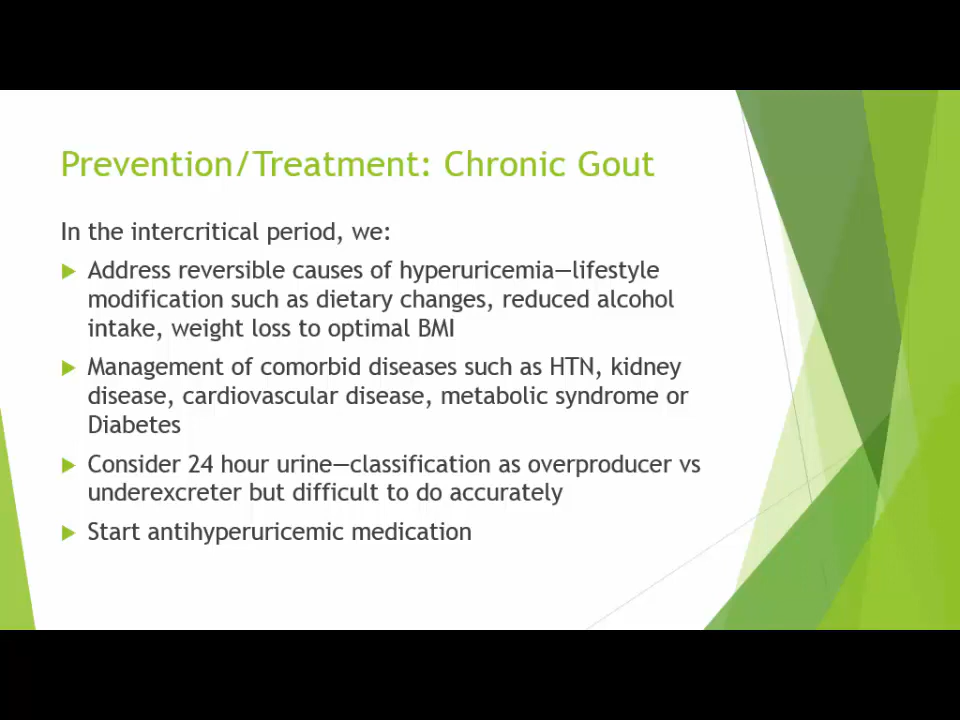 Prevention/Treatment: Chronic Gout
In the intercritical period, we:
Address reversible causes of hyperuricemia—lifestyle
modification such as dietary changes, reduced alcohol
intake, weight loss to optimal BMI
Management of comorbid diseases such as HTN, kidney
disease, cardiovascular disease, metabolic syndrome or
Diabetes
Consider 24 hour urine—classification as overproducer vs
underexcreter but difficult to do accurately
Start antihyperuricemic medication